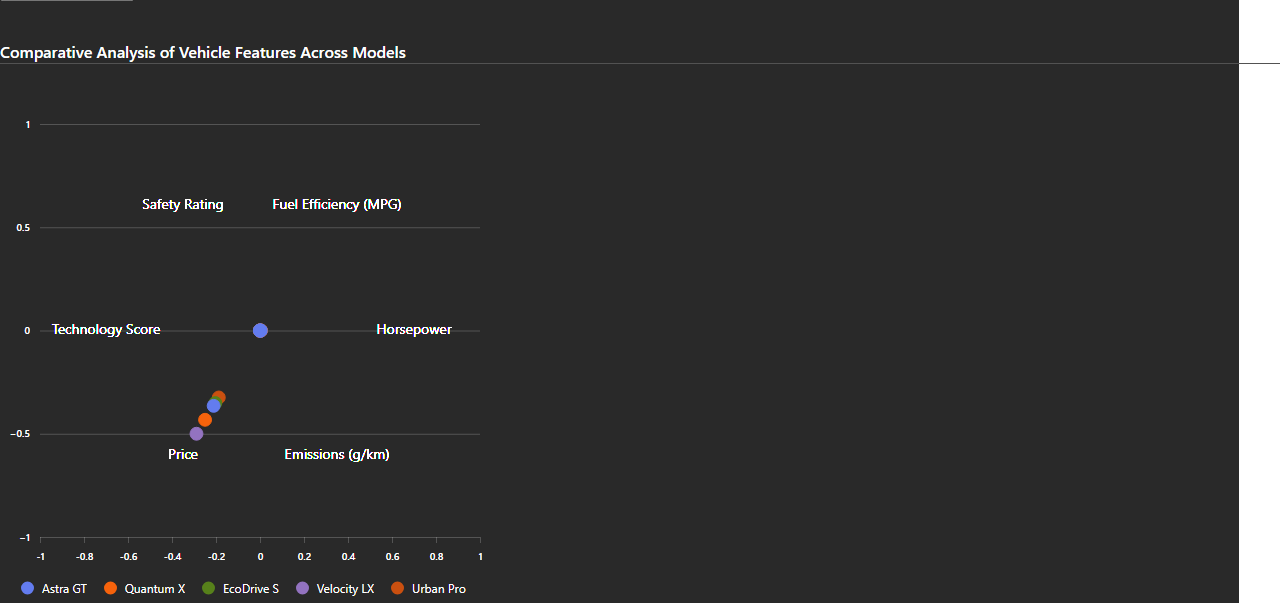 Comparative Analysis of Vehicle Features Across Models
1
Safety Rating Fuel Efficiency (MPG)
0.5
0 Technology Score Horsepower
−0.5
Price Emissions (g/km)
−1
-1 -0.8 -0.6 -0.4 -0.2 0 0.2 0.4 0.6 0.8 1
Astra GT Quantum X EcoDrive S Velocity LX Urban Pro